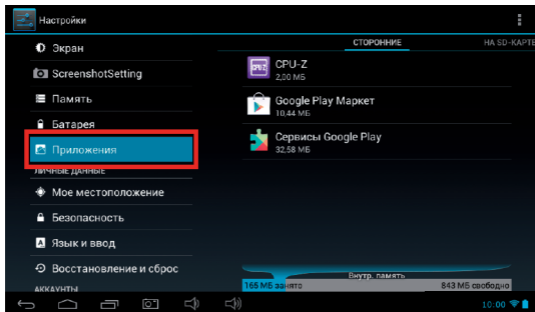 Настройки
Экран
ScreenshotSetting
Память
Батарея
Приложения
ЛИЧНЫЕ ДАННЫЕ
Мое местоположение
Безопасность
A Язык и ввод
Восстановление и сброс
АККАУНТЫ
СТОРОННИЕ
НА SD-КАРТЕ
CPU-Z
CPU-Z
2,00 МБ
Google Play Маркет
10,44 МБ
Сервисы Google Play
32,58 МБ
Внутр. память
165 МБ занято
843 МБ свободно
10:00